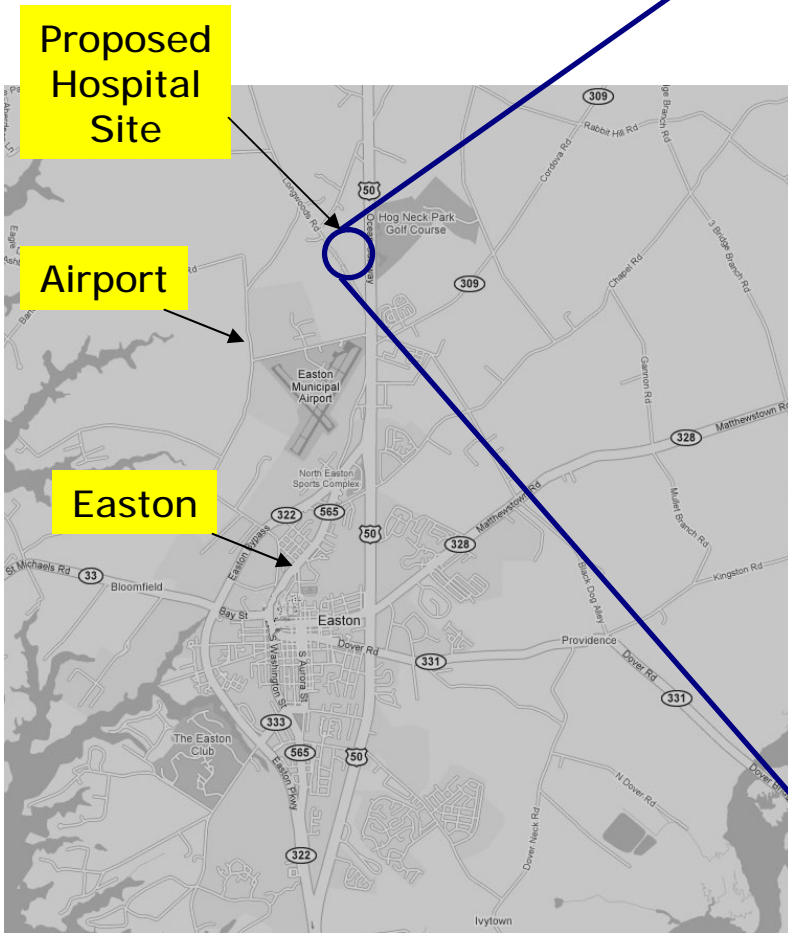 Proposed
Hospital
Site
309
Rabbit Hill Rd
Cordova Rd
Longwoods Rd
50
Hog Neck Park
Golf Course
3 Bridge Branch Rd
Airport
309
Chapel Rd
Easton
Municipal
Airport
Gannon Rd
Matthewstown Rd
328
North Easton
Sports Complex
Easton
322
565
50
Matthewstown Rd
328
Mullet Branch Rd
Easton Bypass
St Michaels Rd
33
Bloomfield
Black Dog Alley
Kingston Rd
Bay St
Easton
Dover Rd
331
Providence
S Washington St
S Aurora St
Dover Rd
331
333
The Easton
Club
565
50
Easton Pkwy
N Dover Rd
Dover Neck Rd
322
Ivytown